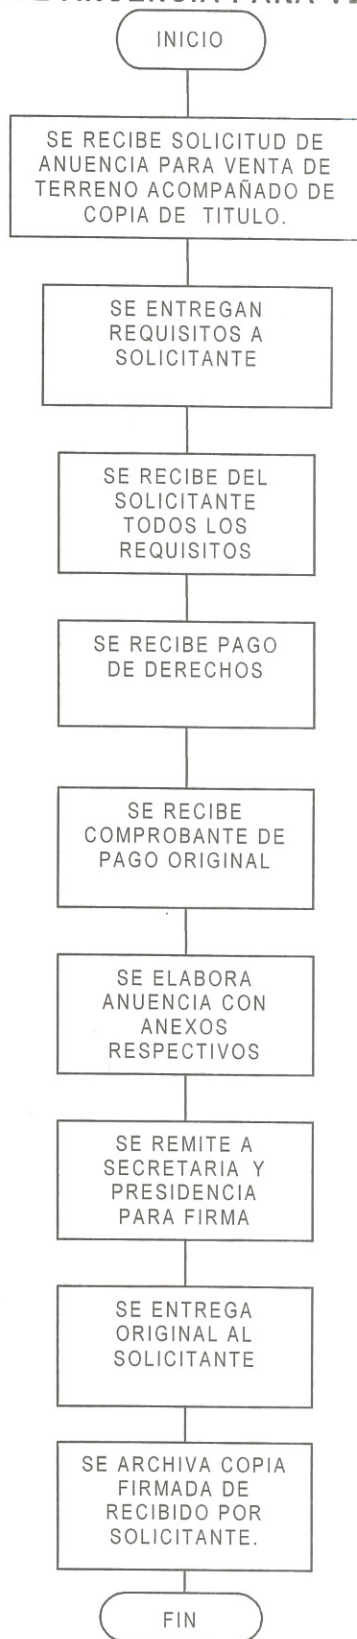 ANUENCIA PARA
INICIO
SE RECIBE SOLICITUD DE
ANUENCIA PARA VENTA DE
TERRENO ACOMPAÑADO DE
COPIA DE TITULO.
SE ENTREGAN
REQUISITOS A
SOLICITANTE
SE RECIBE DEL
SOLICITANTE
TODOS LOS
REQUISITOS
SE RECIBE PAGO
DE DERECHOS
SE RECIBE
COMPROBANTE DE
PAGO ORIGINAL
SE ELABORA
ANUENCIA CON
ANEXOS
RESPECTIVOS
SE REMITE A
SECRETARIA Y
PRESIDENCIA
PARA FIRMA
SE ENTREGA
ORIGINAL AL
SOLICITANTE
SE ARCHIVA COPIA
FIRMADA DE
RECIBIDO POR
SOLICITANTE.
FIN